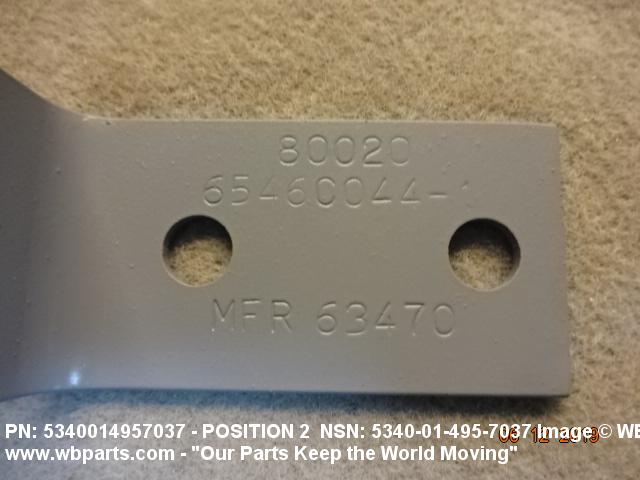 80020
65460044-1
MFR 63470
PN: 5340014957037 - POSITION 2 NSN: 5340-01-495-7037 Image © WB
www.wbparts.com - "Our Parts Keep the World Moving"